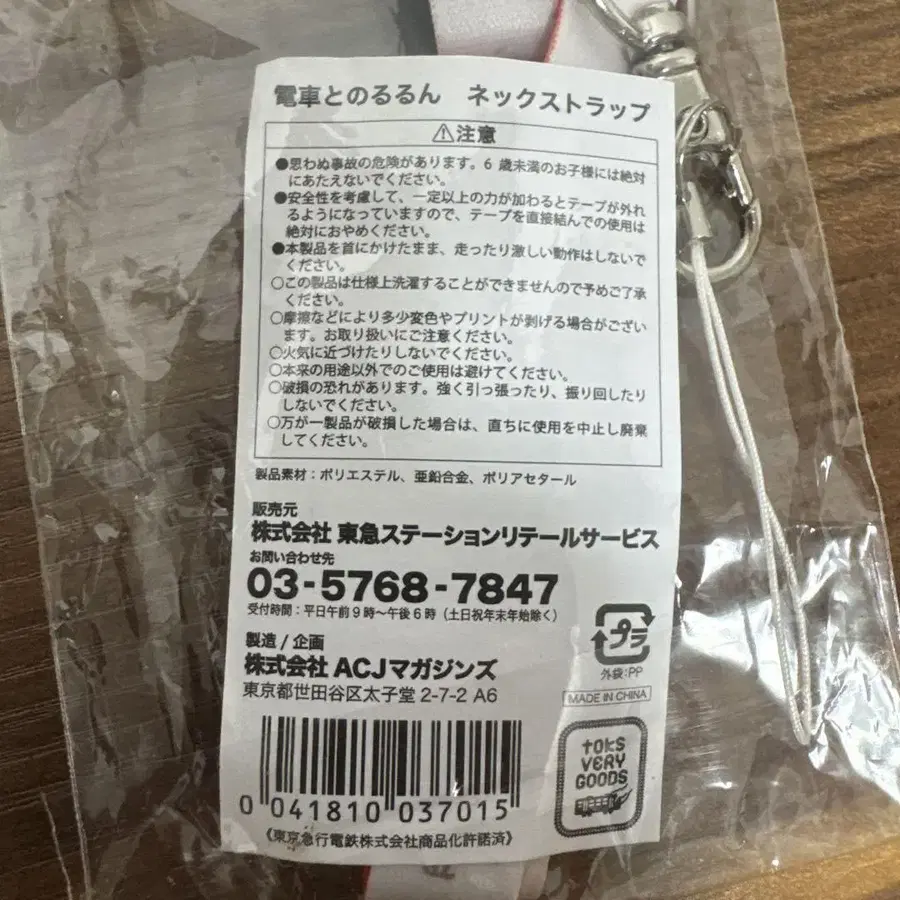 電車とのるるん　ネックストラップ
⚠注意
●思わぬ事故の危険があります。6 歳未満のお子様には絶対
にあたえないでください。
●安全性を考慮して、一定以上の力が加わるとテープが外れ
るようになっていますので、テープを直接結んでの使用は
絶対におやめください。
●本製品を首にかけたまま、走ったり激しい動作はしないで
ください。
○この製品は仕様上洗濯することができませんので予めご了承
ください。
○摩擦などにより多少変色やプリントが剥げる場合がござい
ます。お取り扱いにご注意ください。
○火気に近づけたりしないでください。
○本来の用途以外でのご使用は避けてください。
○破損の恐れがあります。強く引っ張ったり、振り回したり
しないでください。
○万が一製品が破損した場合は、直ちに使用を中止し廃棄
してください。
製品素材：ポリエステル、亜鉛合金、ポリアセタール
販売元
株式会社 東急ステーションリテールサービス
お問い合わせ先
03-5768-7847
受付時間：平日午前9時〜午後6時（土日祝年末年始除く）
製造/企画
株式会社 ACJマガジンズ
東京都世田谷区太子堂 2-7-2 A6
プラ
外袋:PP
MADE IN CHINA
toks
VERY
GOODS
0 041810 037015
《東京急行電鉄株式会社商品化許諾済》